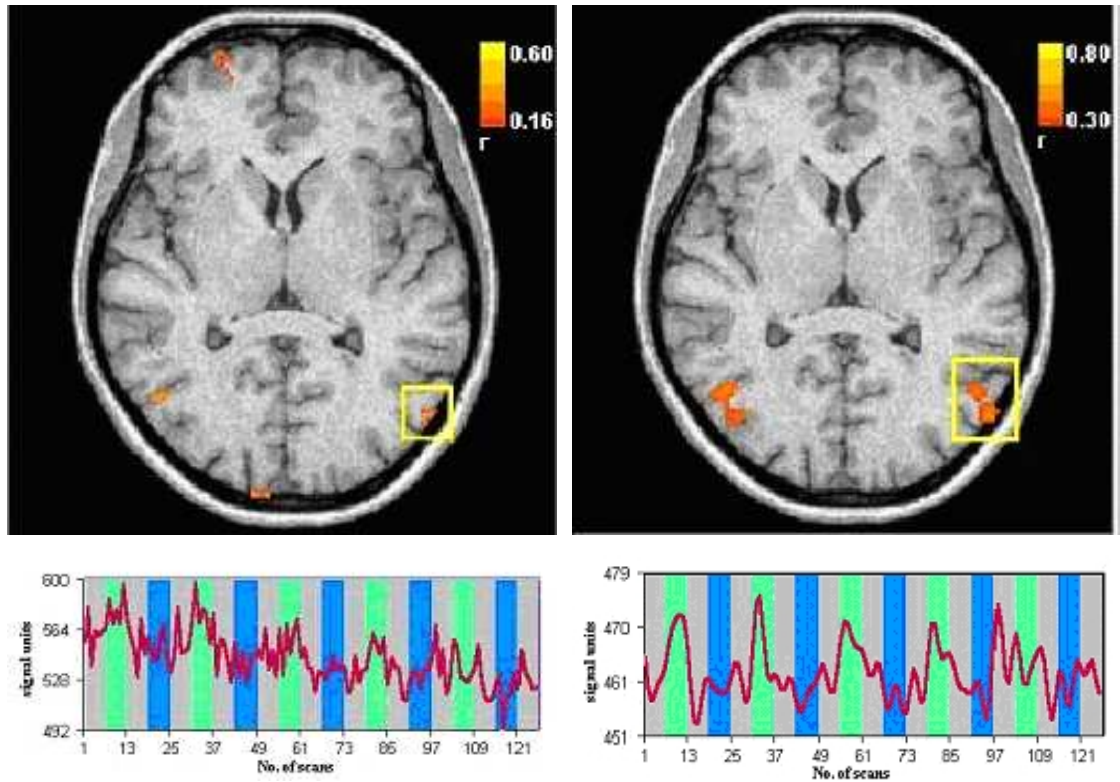 0.60
0.16
r
0.80
0.30
r
600
564
528
492
signal units
1 13 25 37 49 61 73 85 97 121
No. of scans
479
470
461
451
signal units
1 13 25 37 49 61 73 85 97 109 121
No. of scans